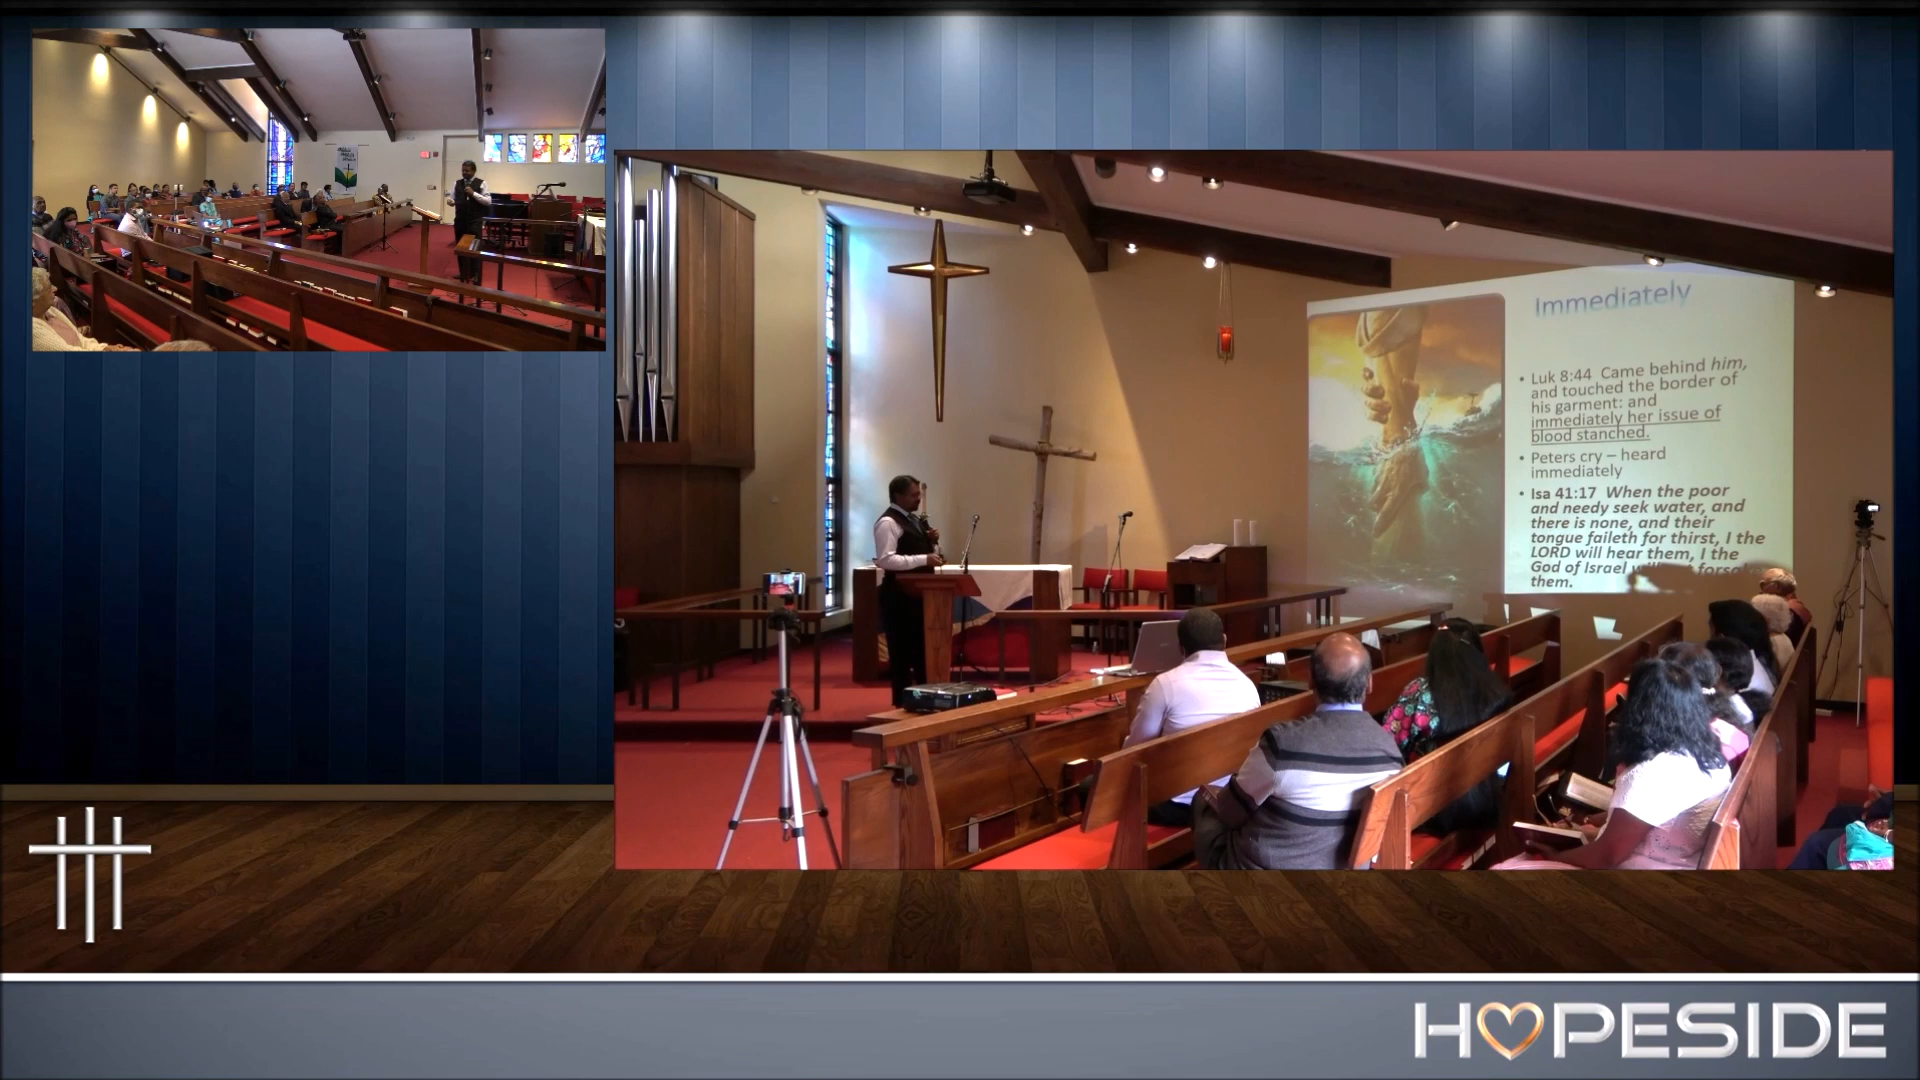 Immediately
• Luk 8:44 Came behind him,
and touched the border of
his garment: and
immediately her issue of
blood stanched.
• Peters cry – heard
immediately
• Isa 41:17 When the poor
and needy seek water, and
there is none, and their
tongue faileth for thirst, I the
LORD will hear them, I the
God of Israel forsake
them.
HOPESIDE